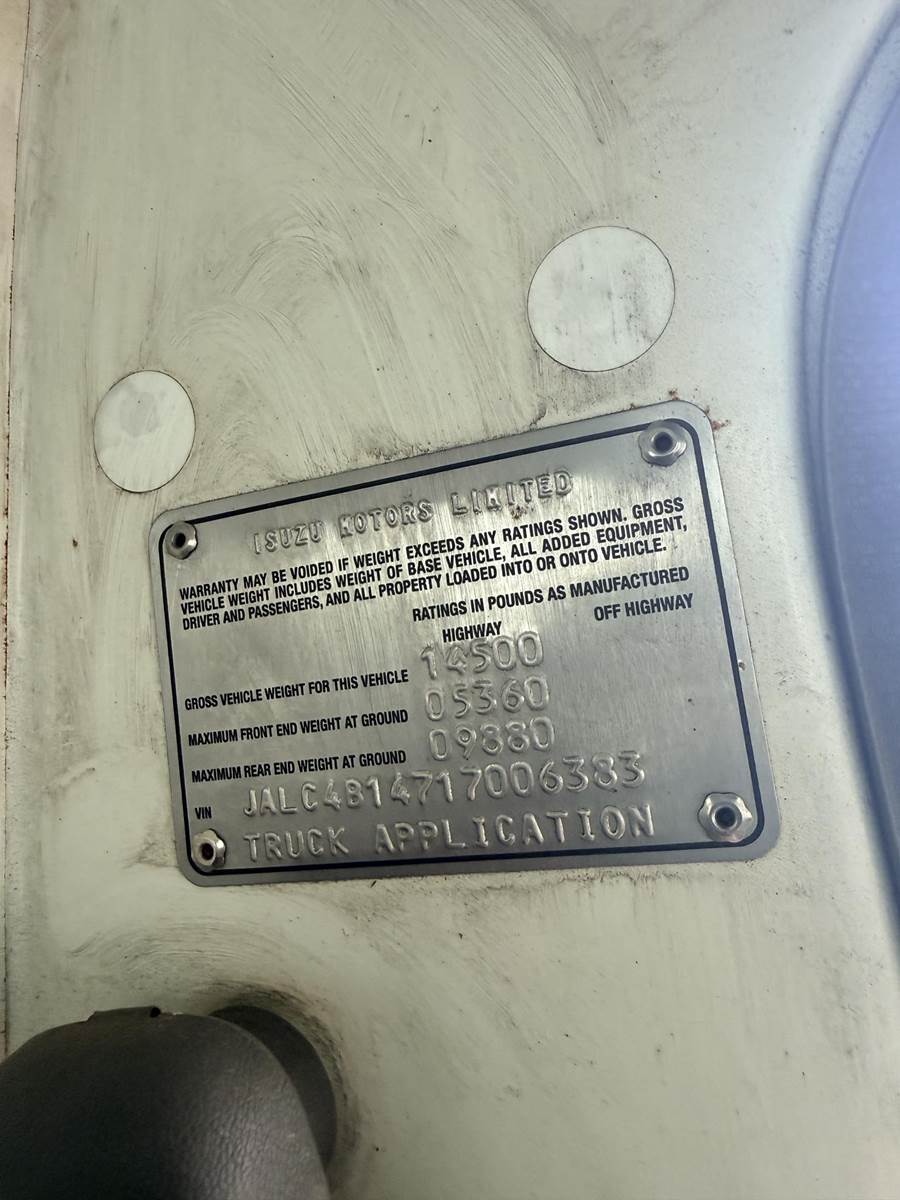 ISUZU MOTORS LIMITED
WARRANTY MAY BE VOIDED IF WEIGHT EXCEEDS ANY RATINGS SHOWN. GROSS
VEHICLE WEIGHT INCLUDES WEIGHT OF BASE VEHICLE, ALL ADDED EQUIPMENT,
DRIVER AND PASSENGERS, AND ALL PROPERTY LOADED INTO OR ONTO VEHICLE.
RATINGS IN POUNDS AS MANUFACTURED
HIGHWAY OFF HIGHWAY
GROSS VEHICLE WEIGHT FOR THIS VEHICLE 14500
MAXIMUM FRONT END WEIGHT AT GROUND 05360
MAXIMUM REAR END WEIGHT AT GROUND 09880
VIN JALC4B14717006383
TRUCK APPLICATION